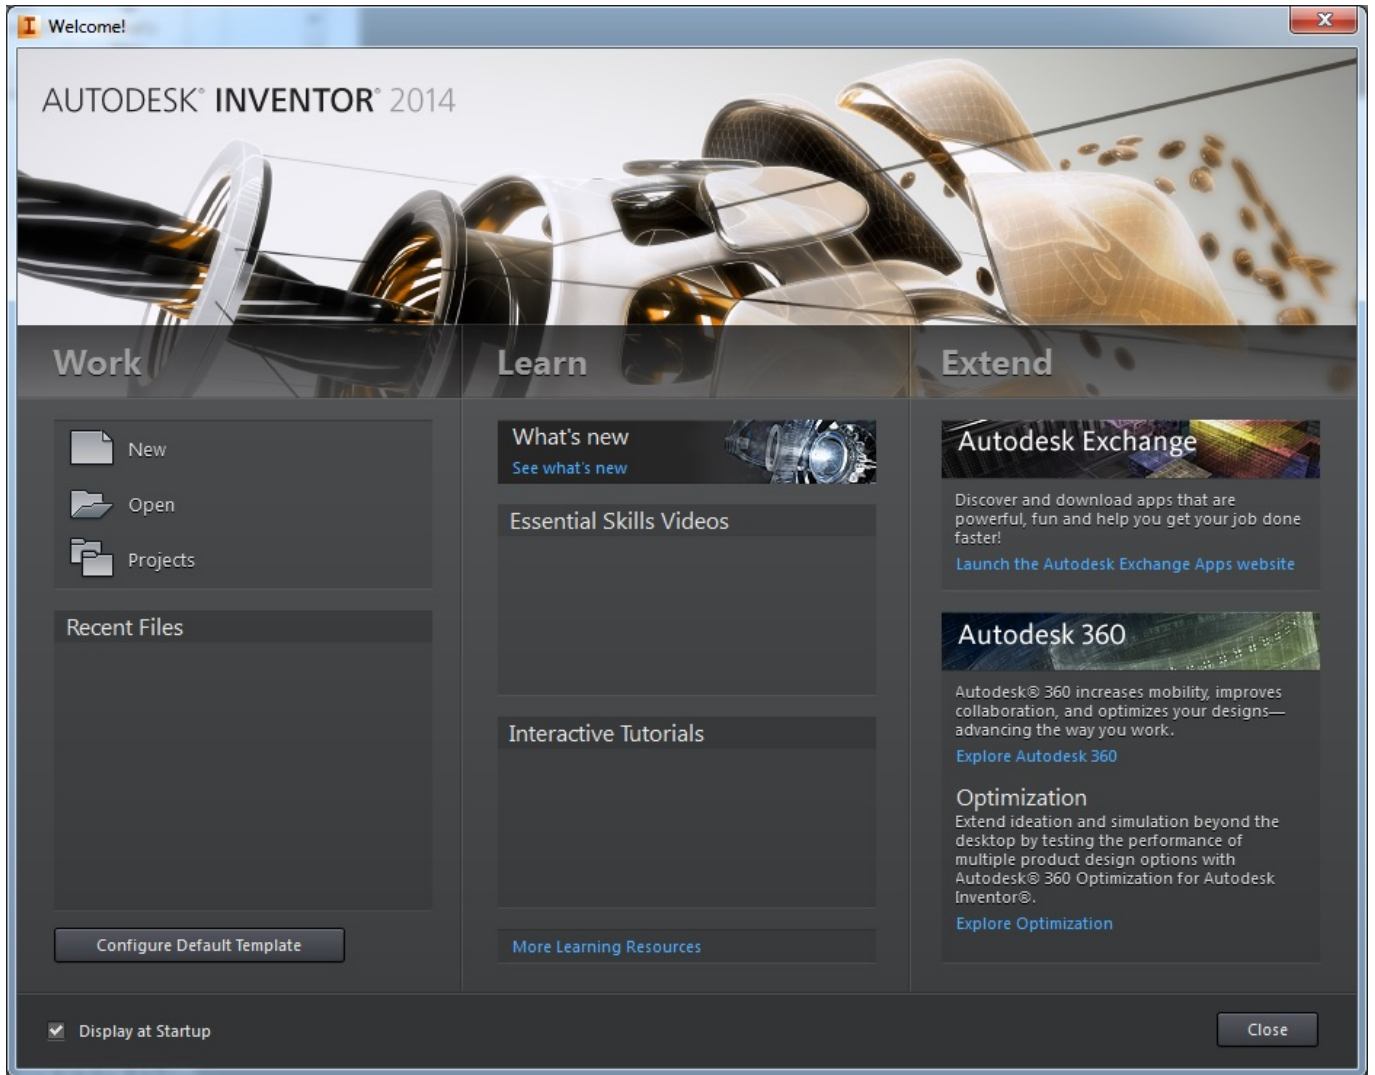 Welcome!
AUTODESK® INVENTOR® 2014
Work
Learn
Extend
New
Open
Projects
Recent Files
Configure Default Template
What's new
See what's new
Essential Skills Videos
Interactive Tutorials
More Learning Resources
Autodesk Exchange
Discover and download apps that are
powerful, fun and help you get your job done
faster!
Launch the Autodesk Exchange Apps website
Autodesk 360
Autodesk® 360 increases mobility, improves
collaboration, and optimizes your designs—
advancing the way you work.
Explore Autodesk 360
Optimization
Extend ideation and simulation beyond the
desktop by testing the performance of
multiple product design options with
Autodesk® 360 Optimization for Autodesk
Inventor®.
Explore Optimization
Display at Startup
Close